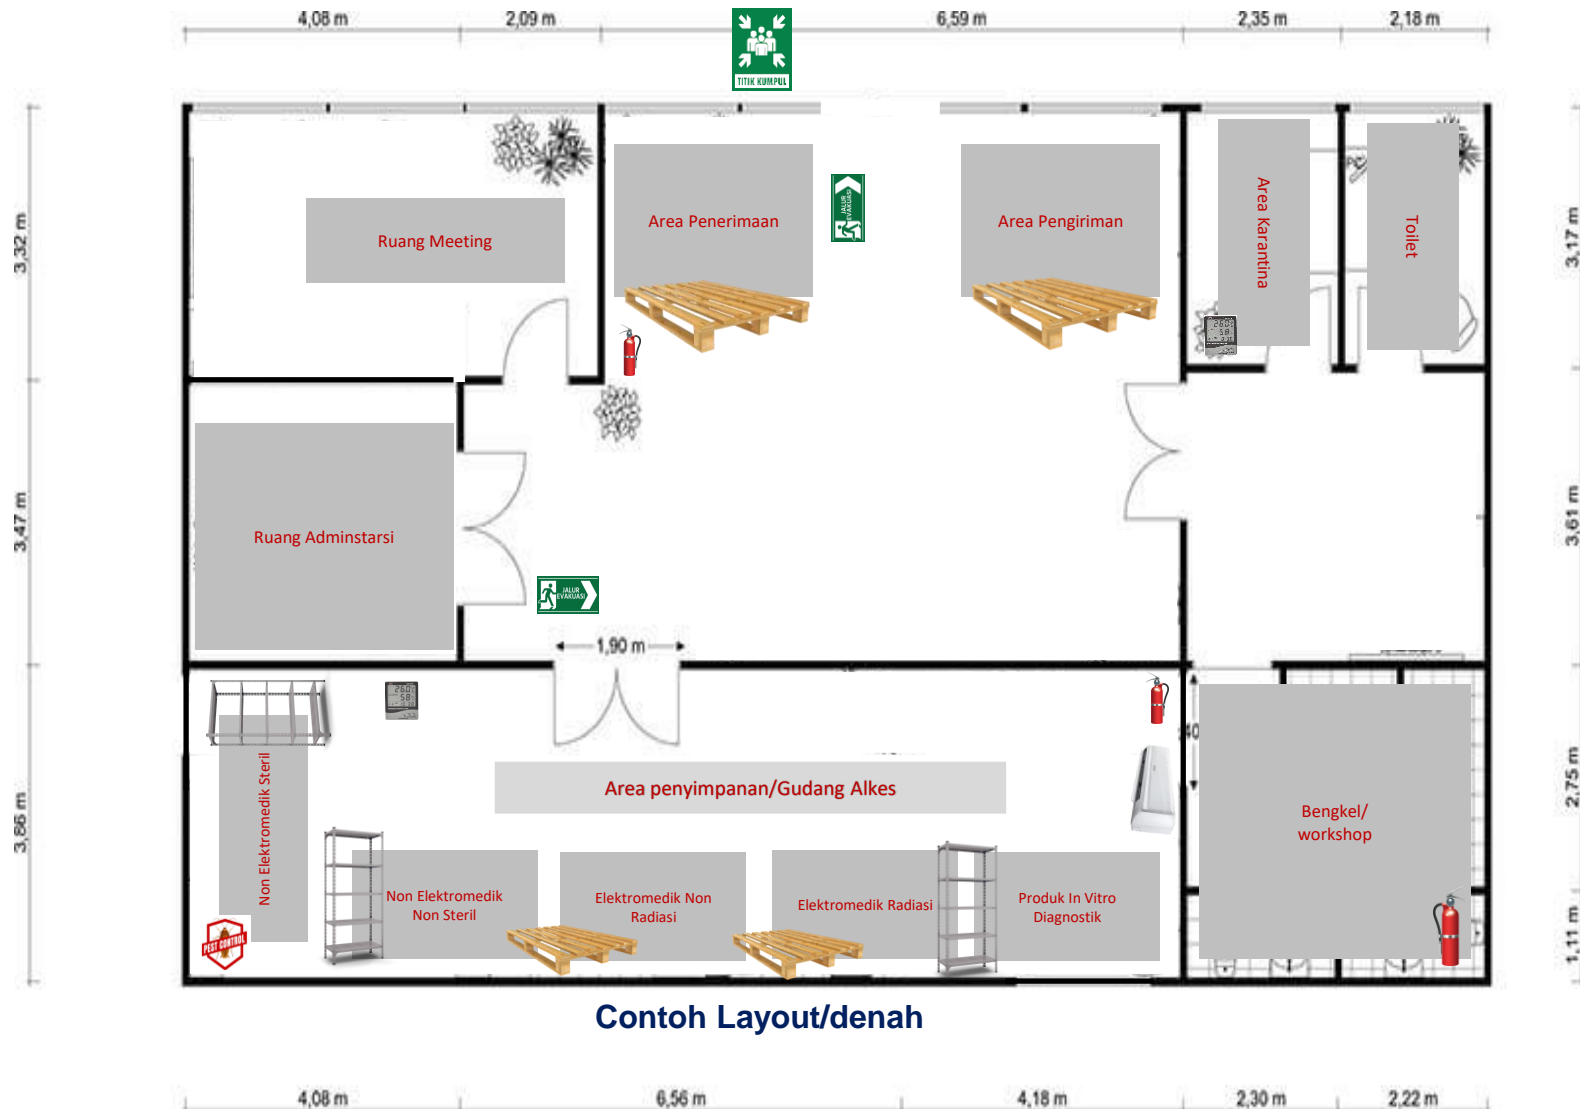 4,08 m
2,09 m
6,59 m
2,35 m
2,18 m
TITIK KUMPUL
3,32 m
3,47 m
3,86 m
3,17 m
3,61 m
2,75 m
1,11 m
Ruang Meeting
Area Penerimaan
JALUR
EVAKUASI
Area Pengiriman
Area Karantina
Toilet
Ruang Adminstarsi
JALUR
EVAKUASI
1,90 m
Area penyimpanan/Gudang Alkes
Non Elektromedik Steril
Non Elektromedik
Non Steril
Elektromedik Non
Radiasi
Elektromedik Radiasi
Produk In Vitro
Diagnostik
Bengkel/
workshop
PEST CONTROL
Contoh Layout/denah
4,08 m
6,56 m
4,18 m
2,30 m
2,22 m